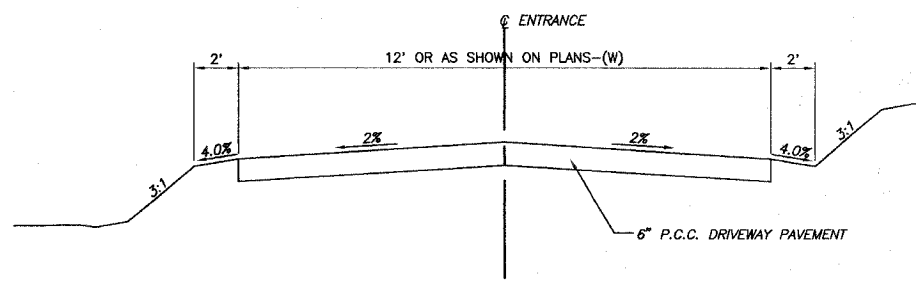 ℄ ENTRANCE
2' 12' OR AS SHOWN ON PLANS-(W) 2'
3:1 4.0% 2% 2% 4.0% 3:1
6" P.C.C. DRIVEWAY PAVEMENT